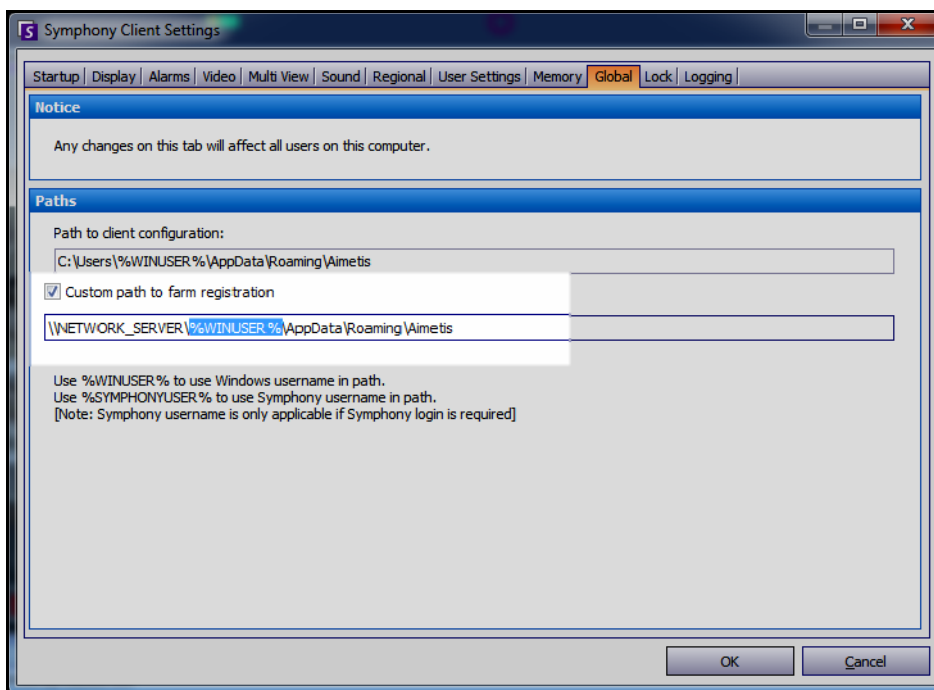 Symphony Client Settings
Startup Display Alarms Video Multi View Sound Regional User Settings Memory Global Lock Logging
Notice
Any changes on this tab will affect all users on this computer.
Paths
Path to client configuration:
C:\Users\%WINUSER%\AppData\Roaming\Aimetis
Custom path to farm registration
\\NETWORK_SERVER\%WINUSER%\AppData\Roaming\Aimetis
Use %WINUSER% to use Windows username in path.
Use %SYMPHONYUSER% to use Symphony username in path.
[Note: Symphony username is only applicable if Symphony login is required]
OK Cancel